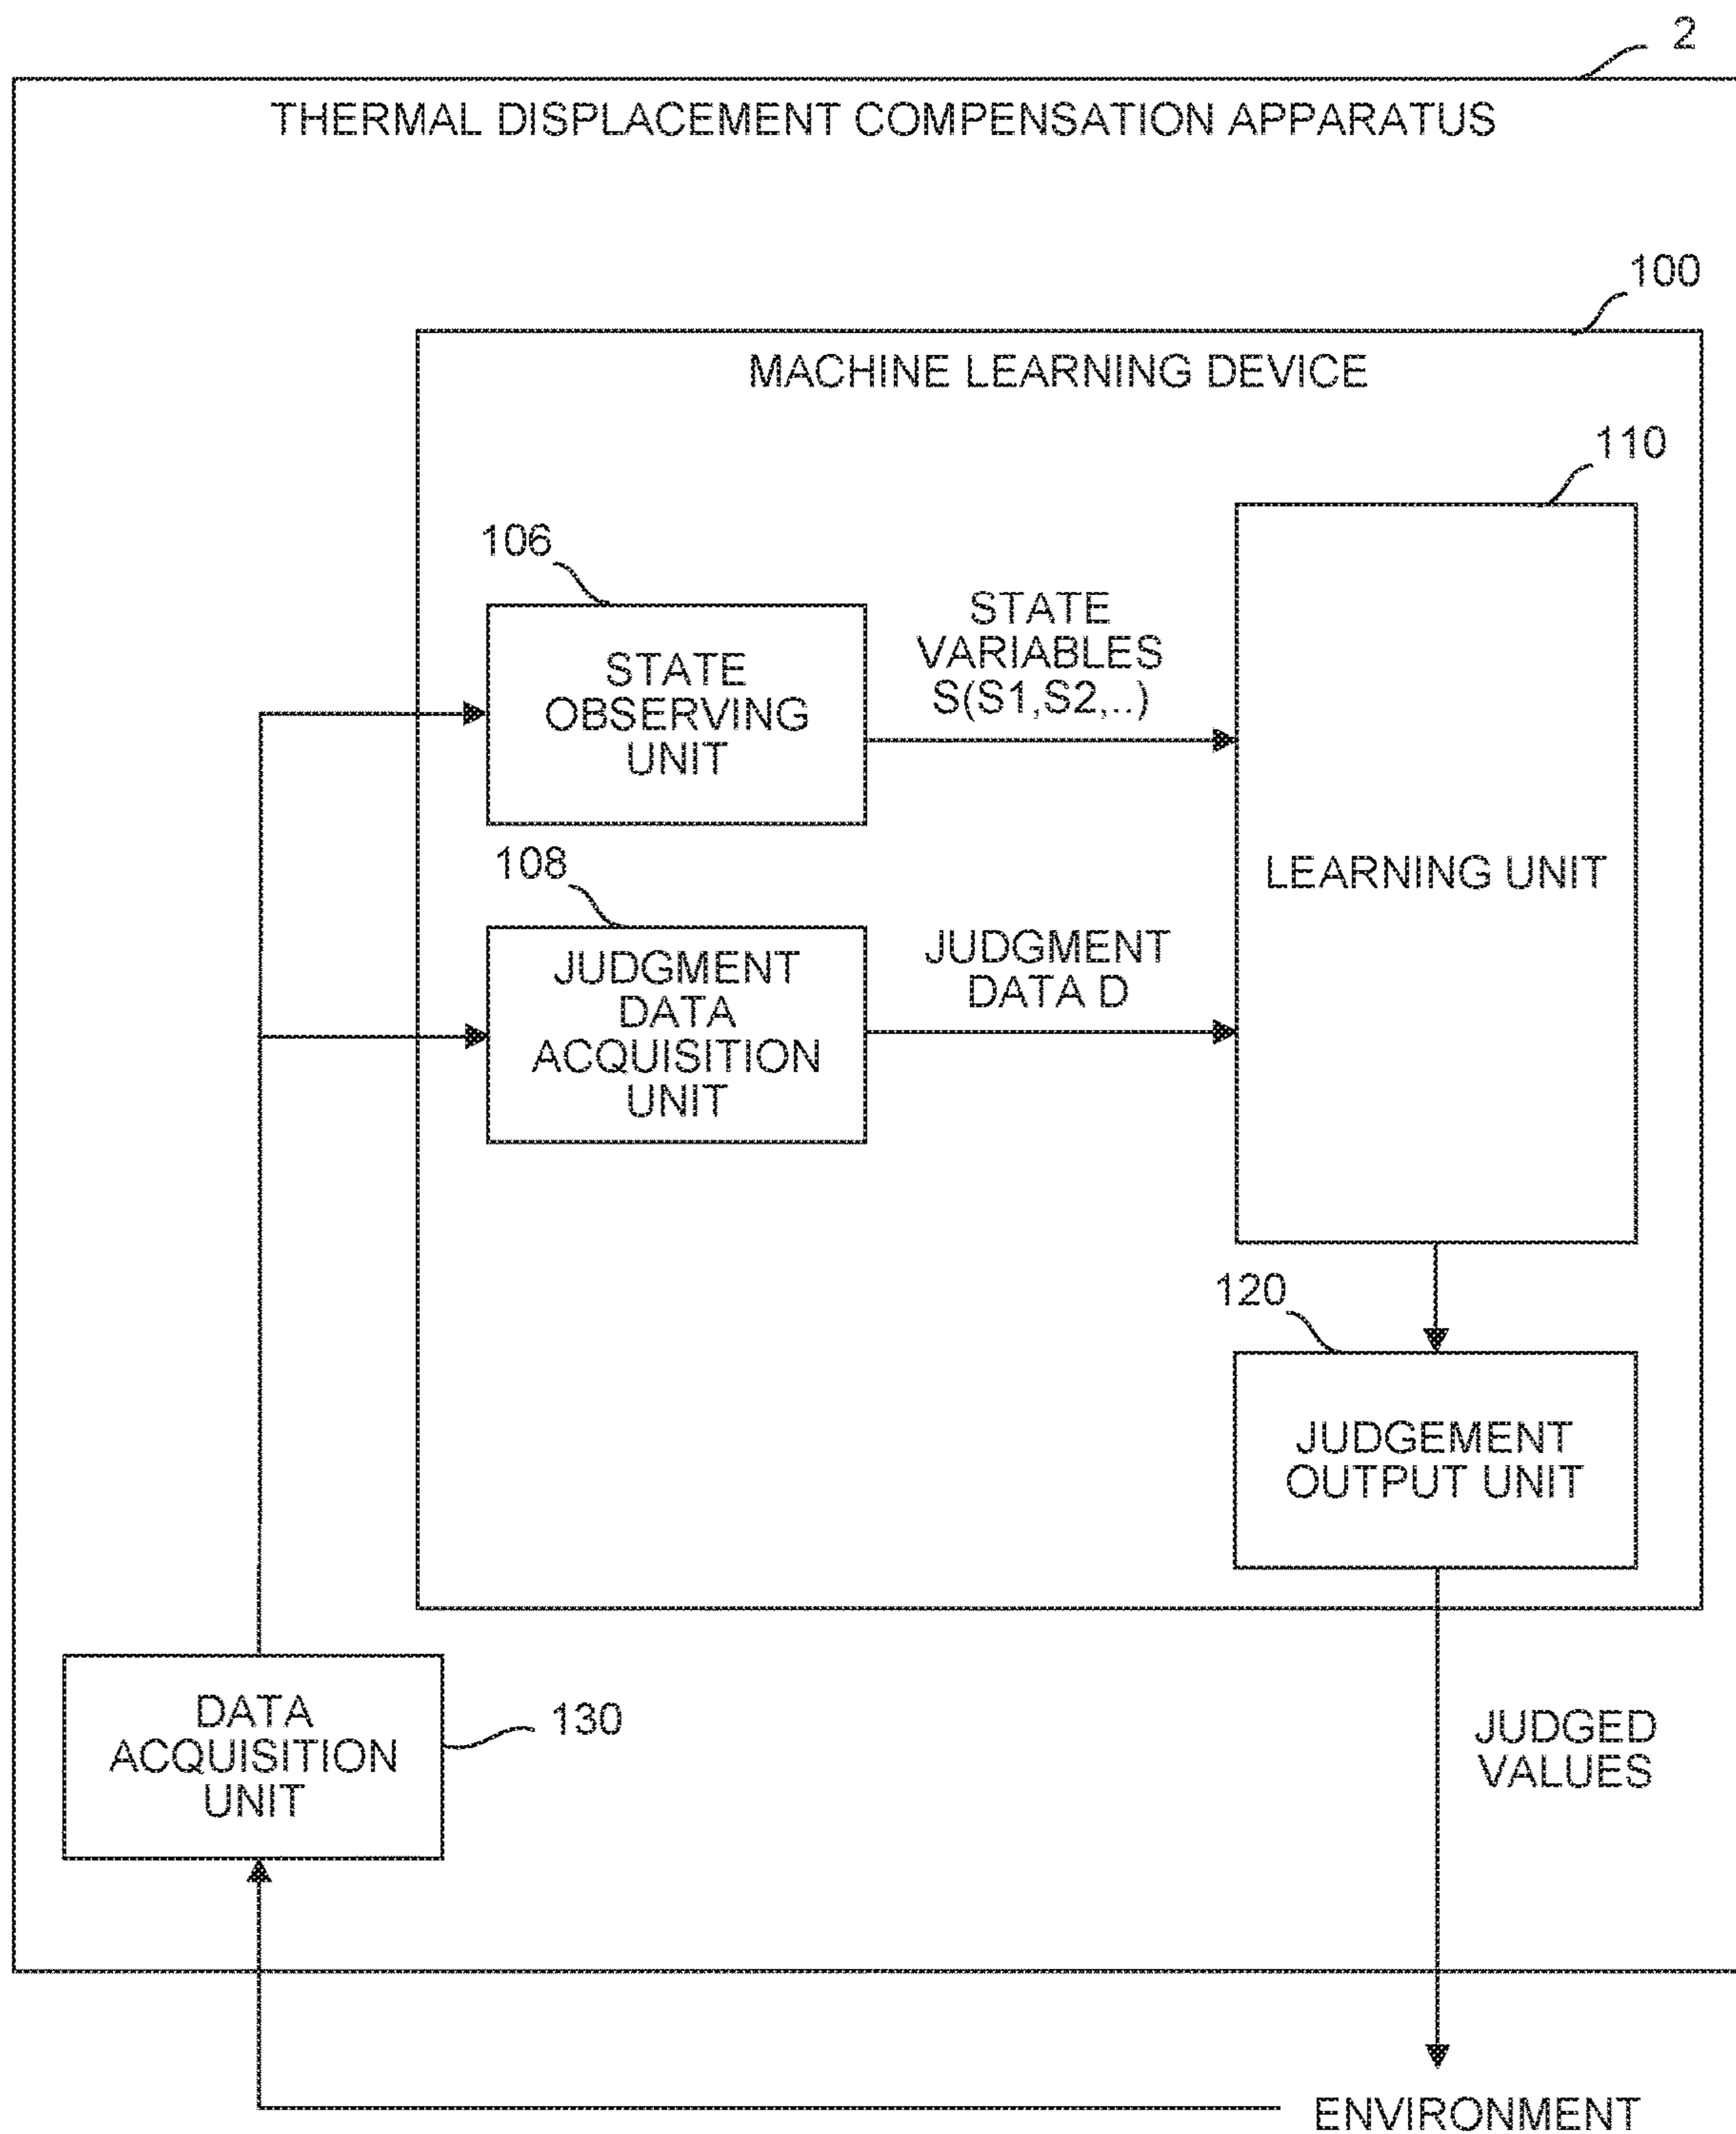 2
THERMAL DISPLACEMENT COMPENSATION APPARATUS
100
MACHINE LEARNING DEVICE
110
106
STATE
OBSERVING
UNIT
STATE
VARIABLES
S(S1,S2,..)
LEARNING UNIT
108
JUDGMENT
DATA
ACQUISITION
UNIT
JUDGMENT
DATA D
120
JUDGEMENT
OUTPUT UNIT
DATA
ACQUISITION
UNIT
130
JUDGED
VALUES
ENVIRONMENT